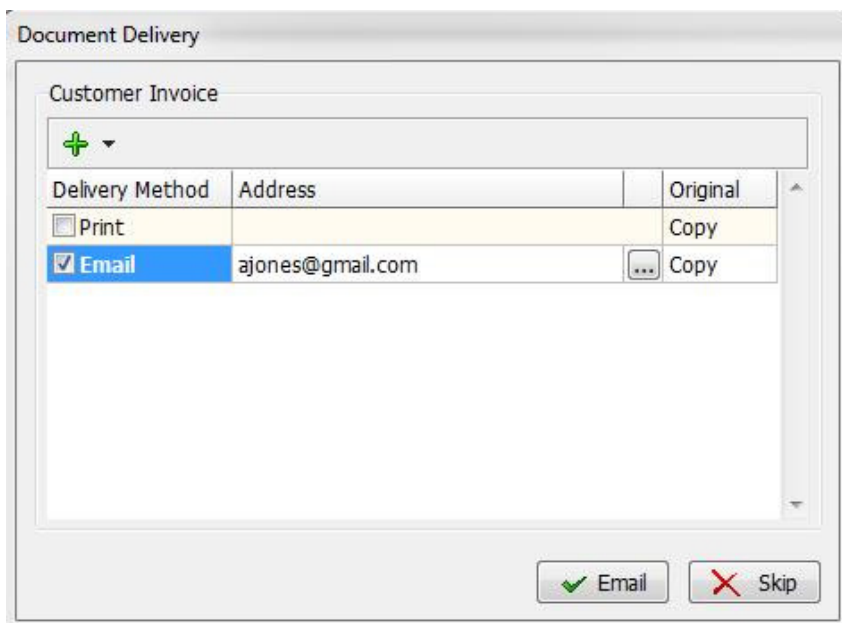 Document Delivery
Customer Invoice
Delivery Method Address Original
Print Copy
Email ajones@gmail.com ... Copy
Email Skip